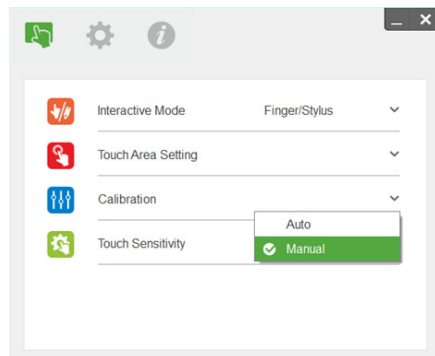 Interactive Mode Finger/Stylus
Touch Area Setting
Calibration
Auto
Touch Sensitivity
Manual